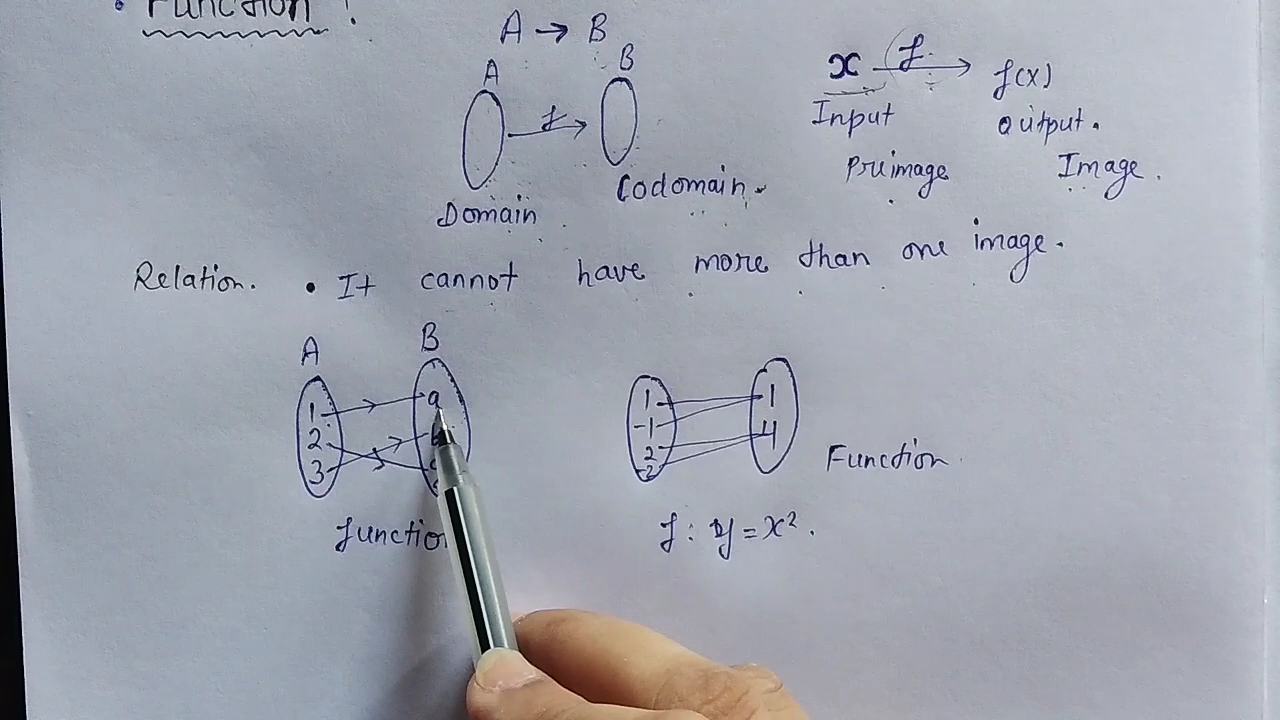 • Function :
A → B
A B
f
Domain Codomain.
x f f(x)
Input Output.
Preimage Image.
Relation. • It cannot have more than one image.
A B
1 a
2
3
function
1 1
-1
2 4
-2
Function
f : y = x².